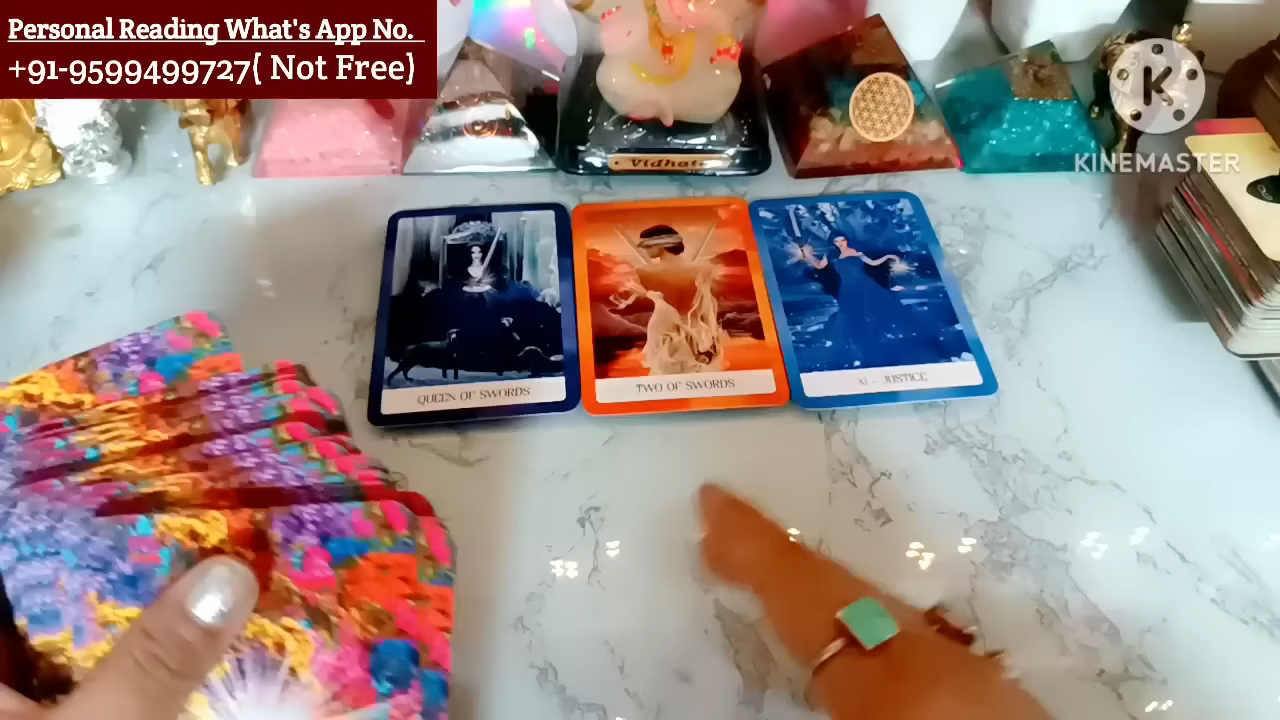 Personal Reading What's App No.
+91-9599499727( Not Free)
K
KINEMASTER
Vidhat
QUEEN OF SWORDS
TWO OF SWORDS
XI - JUSTICE